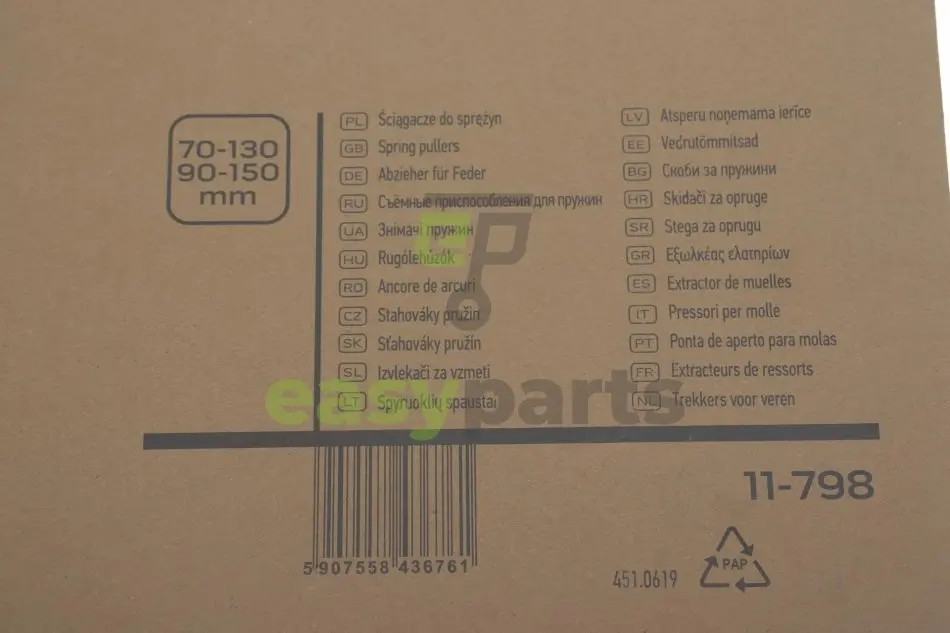 70-130
90-150
mm
PL Ściągacze do sprężyn
GB Spring pullers
DE Abzieher für Feder
RU Съёмные приспособления для пружин
UA Знімачі пружин
HU Rugólehúzók
RO Ancore de arcuri
CZ Stahováky pružin
SK Sťahováky pružín
SL Izvlekači za vzmeti
LT Spyruoklių spaustai
LV Atsperu noņemama ierīce
EE Vedrutõmmitsad
BG Скоби за пружини
HR Skidači za opruge
SR Stega za oprugu
GR Εξωλκέας ελατηρίων
ES Extractor de muelles
IT Pressori per molle
PT Ponta de aperto para molas
FR Extracteurs de ressorts
NL Trekkers voor veren
EP
easyparts
11-798
5 907558 436761
451.0619
PAP